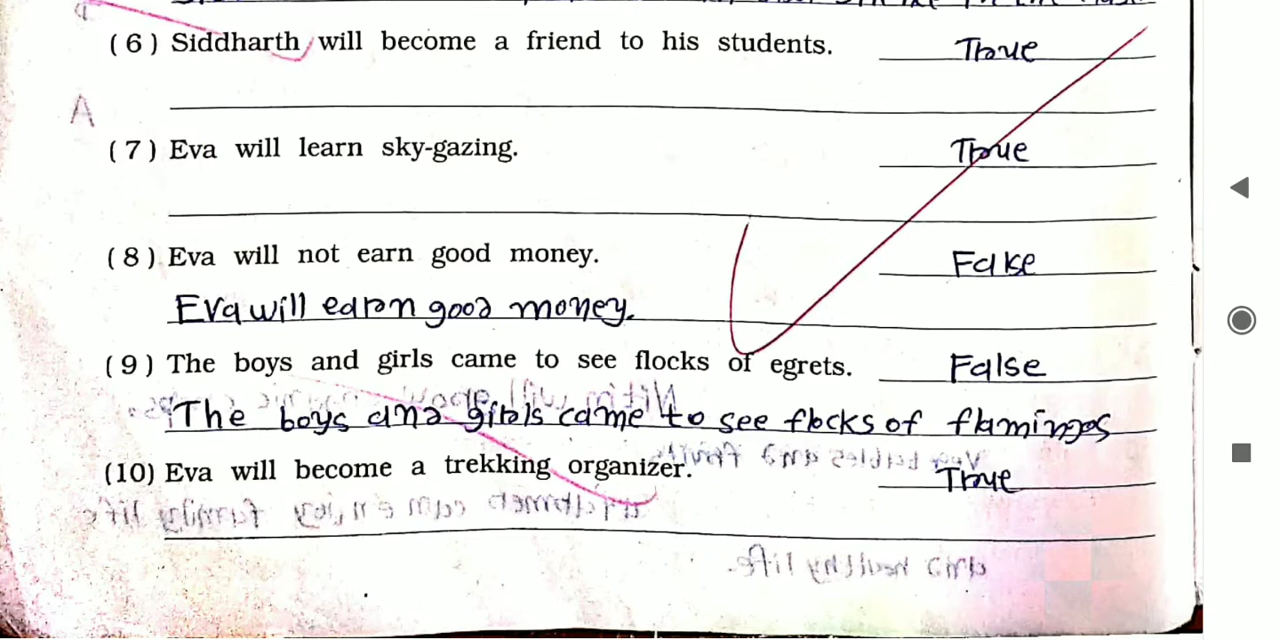 (6) Siddharth will become a friend to his students. True
A
(7) Eva will learn sky-gazing. True
(8) Eva will not earn good money. False
Eva will earn good money.
(9) The boys and girls came to see flocks of egrets. False
The boys and girls came to see flocks of flamingos
(10) Eva will become a trekking organizer. True